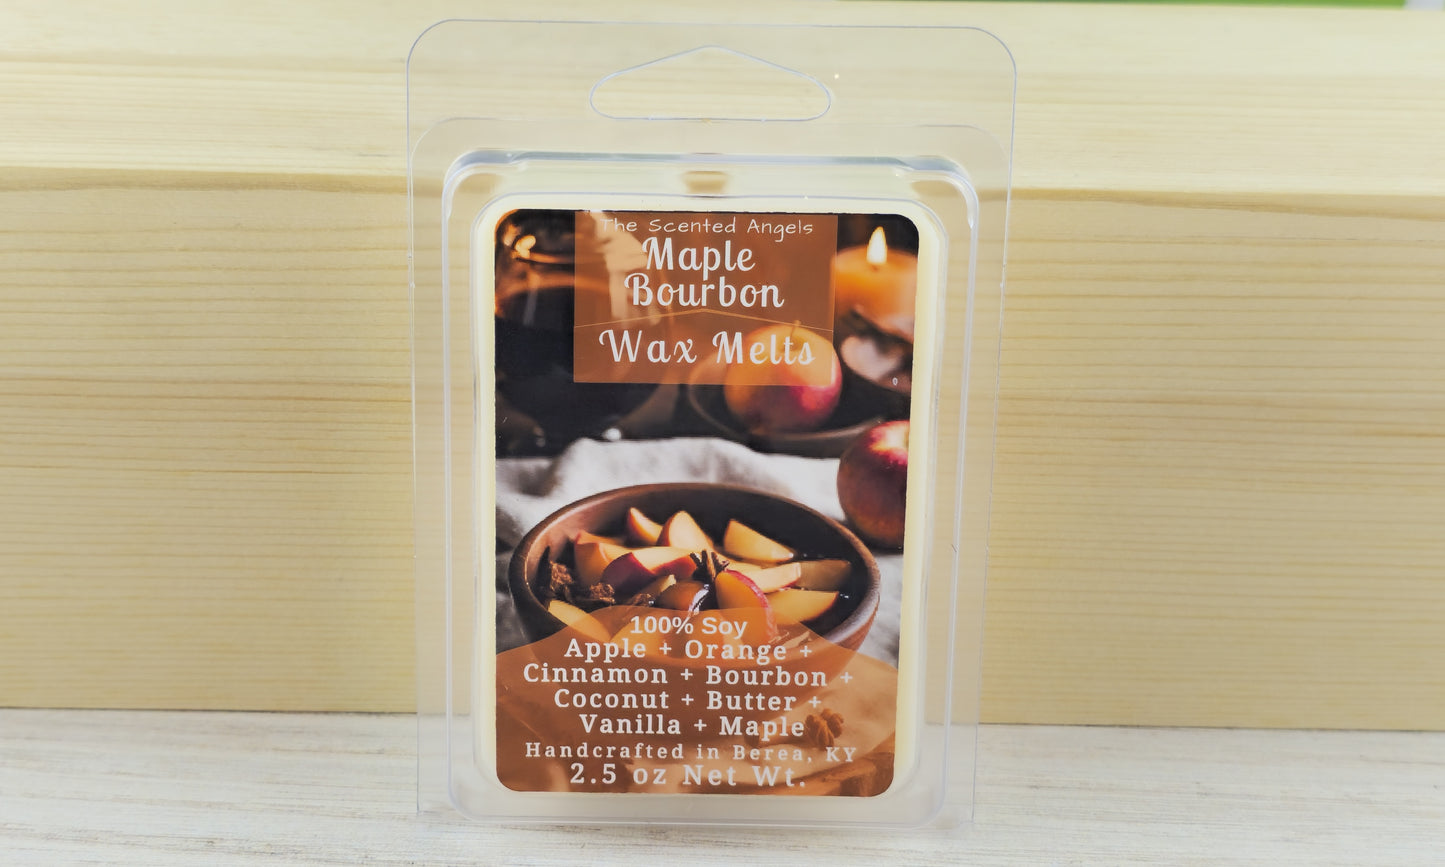 The Scented Angels
Maple
Bourbon
Wax Melts
100% Soy
Apple + Orange +
Cinnamon + Bourbon +
Coconut + Butter +
Vanilla + Maple
Handcrafted in Berea, KY
2.5 oz Net Wt.